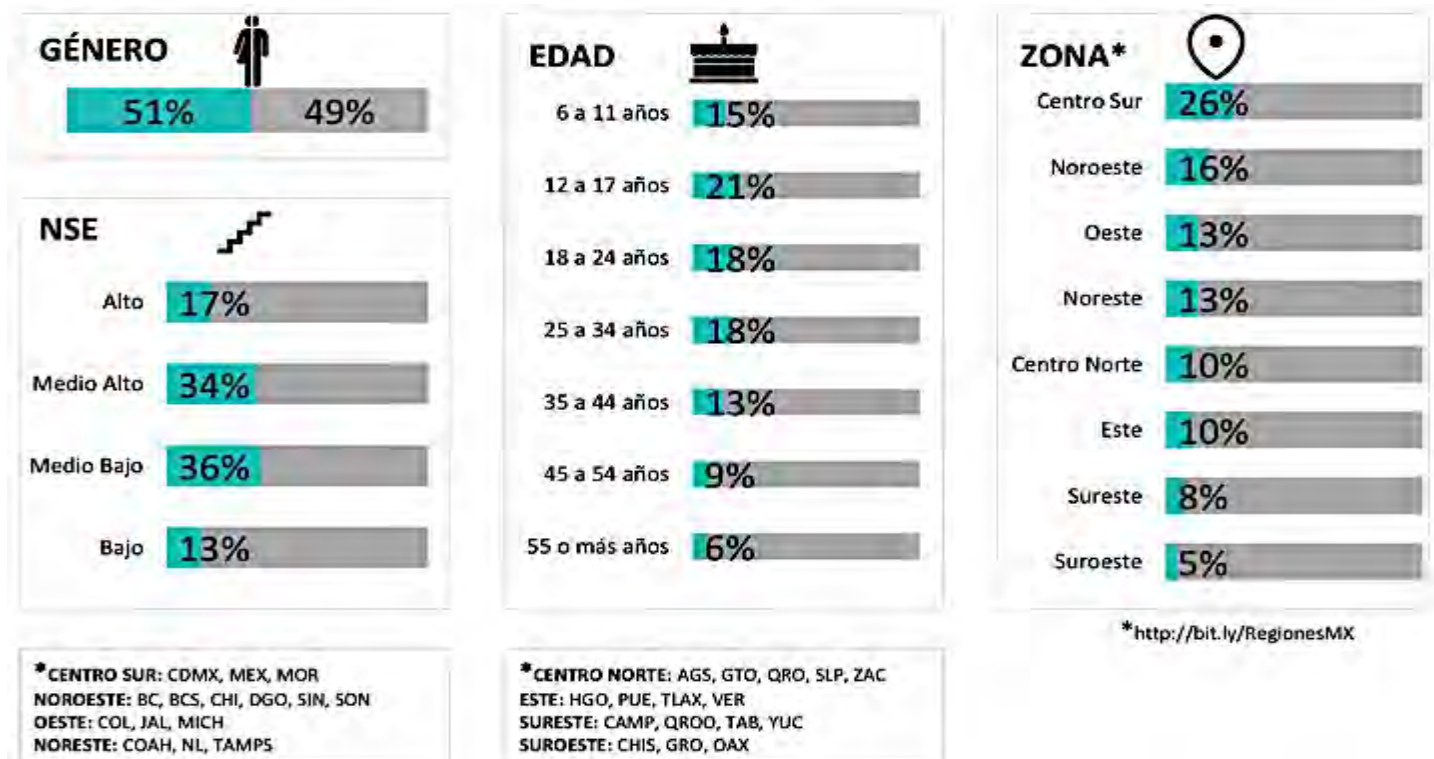 GÉNERO
51% 49%
NSE
Alto 17%
Medio Alto 34%
Medio Bajo 36%
Bajo 13%
EDAD
6 a 11 años 15%
12 a 17 años 21%
18 a 24 años 18%
25 a 34 años 18%
35 a 44 años 13%
45 a 54 años 9%
55 o más años 6%
ZONA*
Centro Sur 26%
Noroeste 16%
Oeste 13%
Noreste 13%
Centro Norte 10%
Este 10%
Sureste 8%
Suroeste 5%
*http://bit.ly/RegionesMX
*CENTRO SUR: CDMX, MEX, MOR
NOROESTE: BC, BCS, CHI, DGO, SIN, SON
OESTE: COL, JAL, MICH
NORESTE: COAH, NL, TAMPS
*CENTRO NORTE: AGS, GTO, QRO, SLP, ZAC
ESTE: HGO, PUE, TLAX, VER
SURESTE: CAMP, QROO, TAB, YUC
SUROESTE: CHIS, GRO, OAX